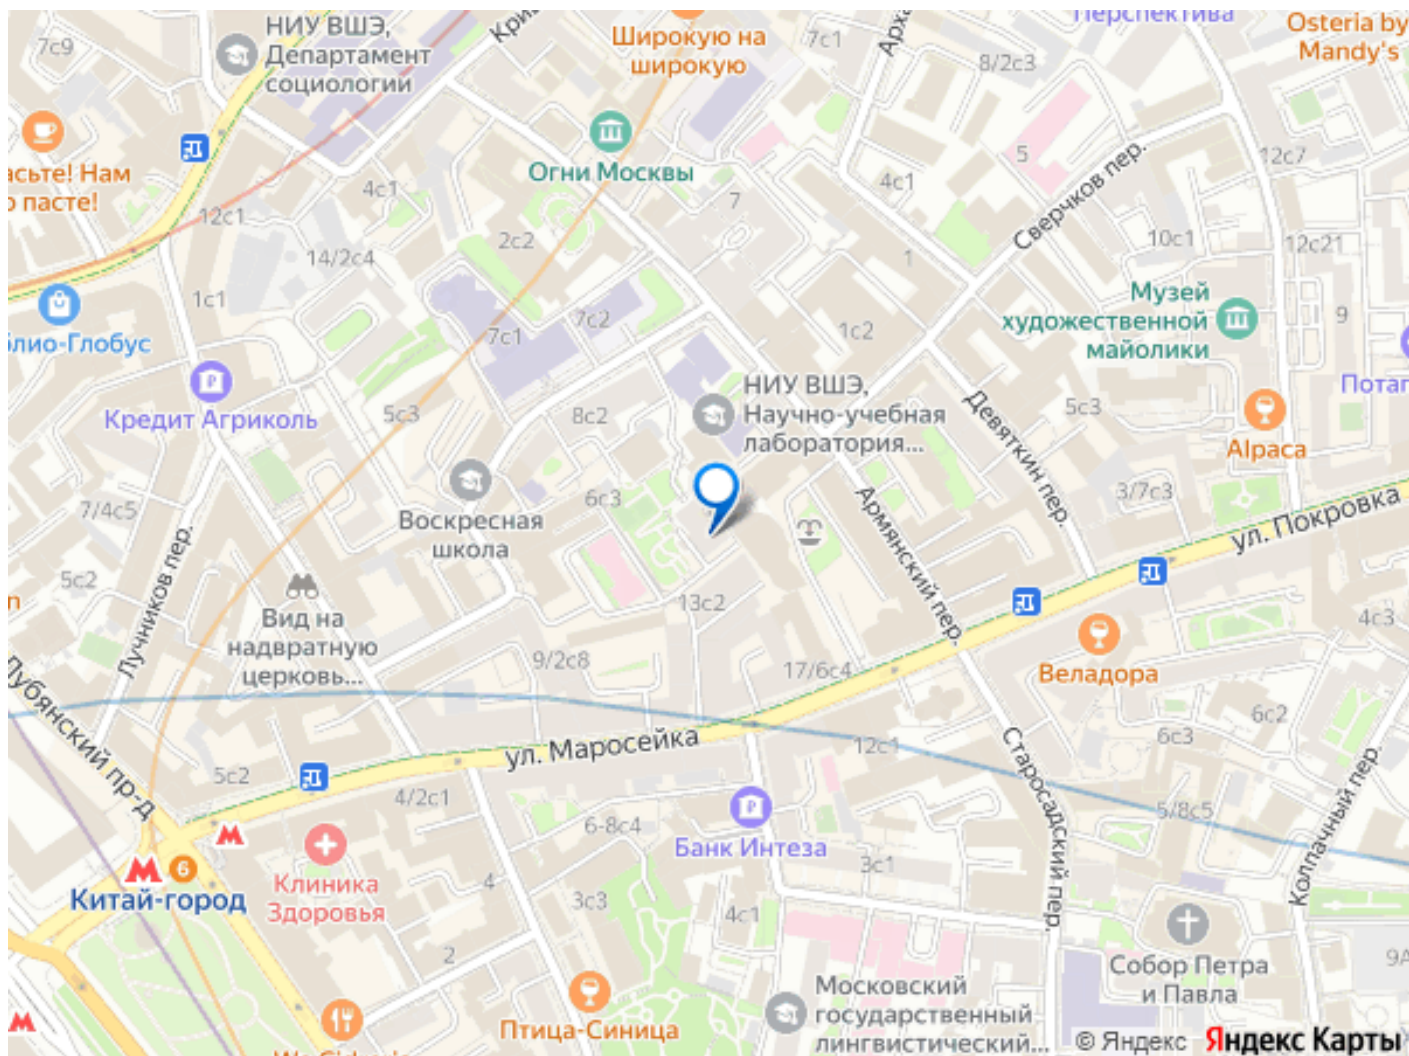 НИУ ВШЭ,
Департамент
социологии
7с9
Широкую на
широкую
7с1
8/2с3
Перспектива
Osteria by
Mandy's
Огни Москвы
4с1
7
4с1
5
Сверчков пер.
12с7
12с1
14/2с4
2с2
1
10с1
12с21
1с1
7с1
7с2
1с2
Музей
художественной
майолики
9
Кредит Агриколь
5с3
8с2
НИУ ВШЭ,
Научно-учебная
лаборатория...
Девяткин пер.
5с3
Alpaca
7/4с5
Воскресная
школа
6с3
Армянский пер.
3/7с3
ул. Покровка
5с2
Лучников пер.
Вид на
надвратную
церковь...
13с2
9/2с8
17/6с4
Веладора
4с3
Лубянский пр-д
5с2
ул. Маросейка
12с1
Старосадский пер.
6с3
6с2
4/2с1
6-8с4
Банк Интеза
3с1
5/8с5
Колпачный пер.
Китай-город
6
Клиника
Здоровья
4
3с3
4с1
2
Собор Петра
и Павла
9А
Птица-Синица
Московский
государственный
лингвистический...
© Яндекс Яндекс Карты